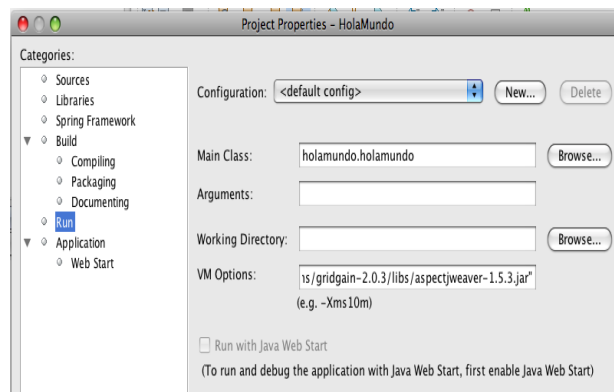 Project Properties – HolaMundo
Categories:
Sources
Libraries
Spring Framework
Build
Compiling
Packaging
Documenting
Run
Application
Web Start
Configuration: <default config> New... Delete
Main Class: holamundo.holamundo Browse...
Arguments:
Working Directory: Browse...
VM Options: ns/gridgain-2.0.3/libs/aspectjweaver-1.5.3.jar"
(e.g. -Xms10m)
Run with Java Web Start
(To run and debug the application with Java Web Start, first enable Java Web Start)